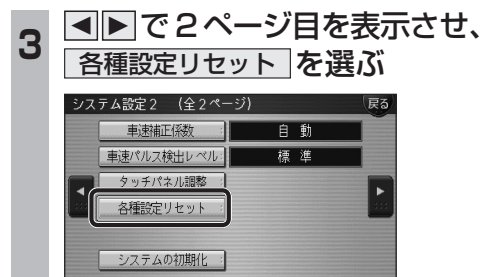 3
◀▶で2ページ目を表示させ、
各種設定リセット を選ぶ
システム設定2 （全2ページ） 戻る
車速補正係数 自 動
車速パルス検出レベル 標 準
タッチパネル調整
各種設定リセット
システムの初期化